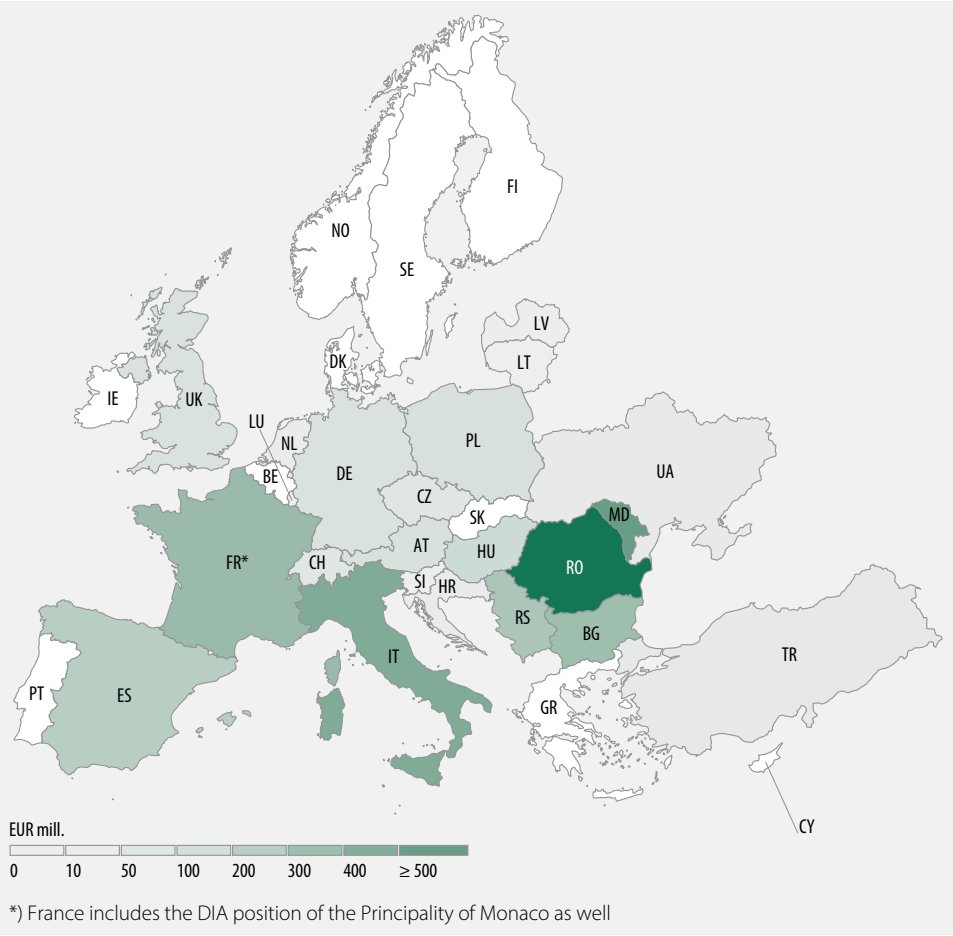 FI
NO
SE
LV
LT
DK
IE
UK
LU
NL
BE
DE
PL
CZ
UA
SK
MD
AT
HU
FR*
CH
RO
SI
HR
RS
BG
IT
TR
PT
ES
GR
CY
EUR mill.
0 10 50 100 200 300 400 ≥ 500
*) France includes the DIA position of the Principality of Monaco as well